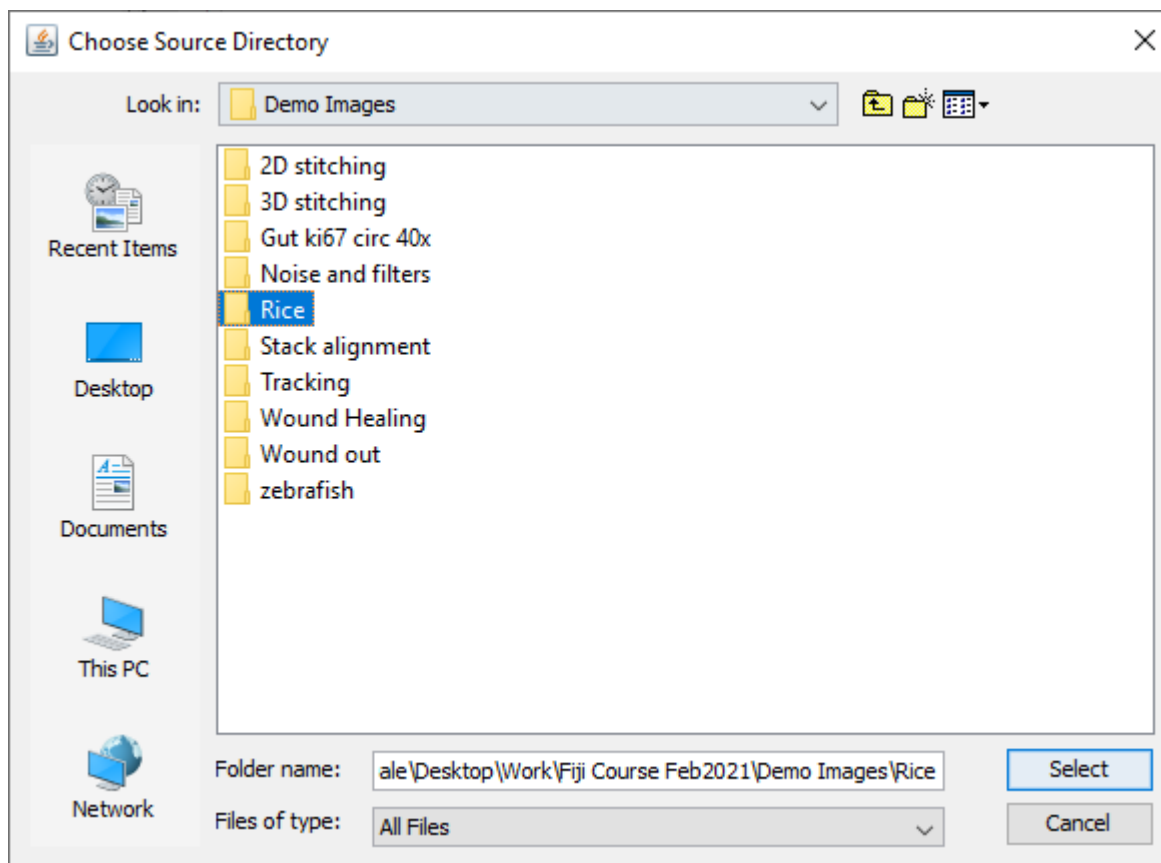 Choose Source Directory
Look in: Demo Images
Recent Items
Desktop
Documents
This PC
Network
2D stitching
3D stitching
Gut ki67 circ 40x
Noise and filters
Rice
Stack alignment
Tracking
Wound Healing
Wound out
zebrafish
Folder name: ale\Desktop\Work\Fiji Course Feb2021\Demo Images\Rice Select
Files of type: All Files Cancel